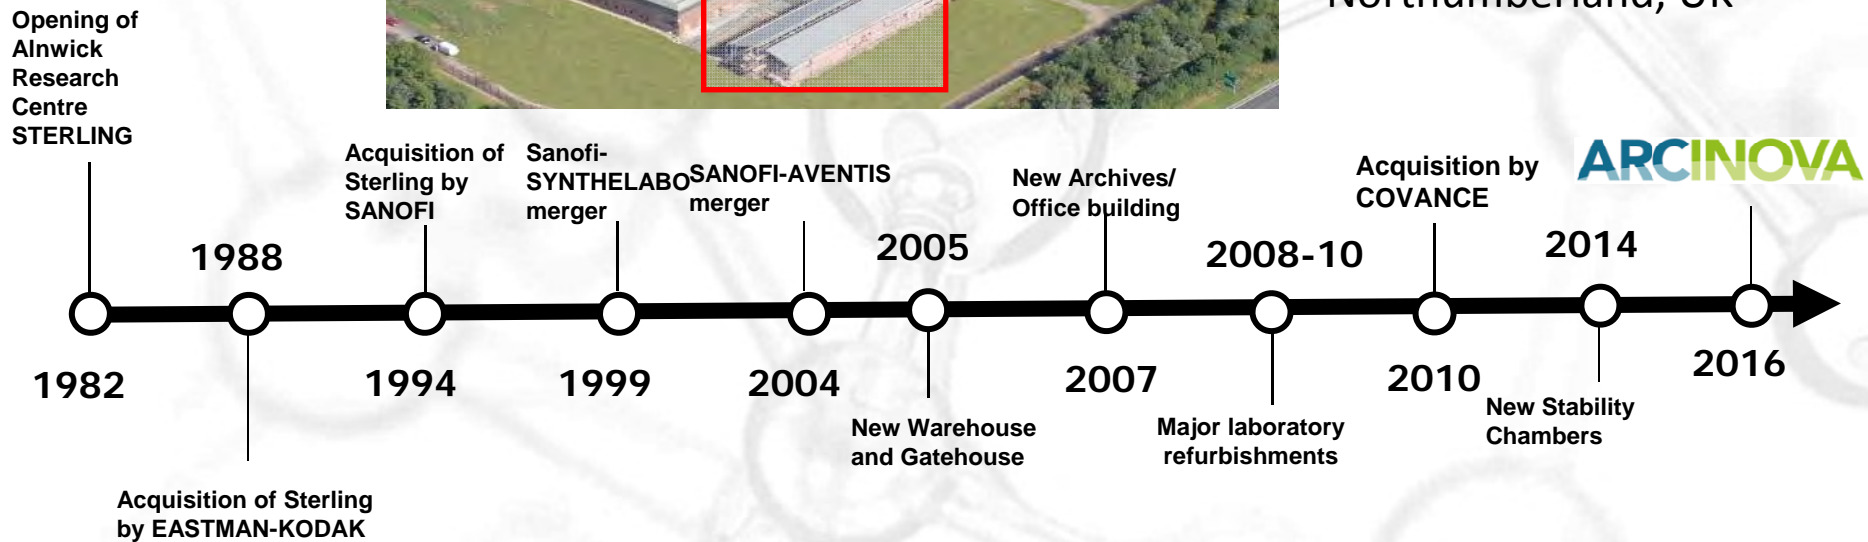 Northumberland, UK
Opening of
Alnwick
Research
Centre
STERLING
Acquisition of
Sterling by
SANOFI
Sanofi-
SYNTHELABO
merger
SANOFI-AVENTIS
merger
New Archives/
Office building
Acquisition by
COVANCE
ARCINOVA
1988
2005
2008-10
2014
1982
1994
1999
2004
2007
2010
2016
Acquisition of Sterling
by EASTMAN-KODAK
New Warehouse
and Gatehouse
Major laboratory
refurbishments
New Stability
Chambers